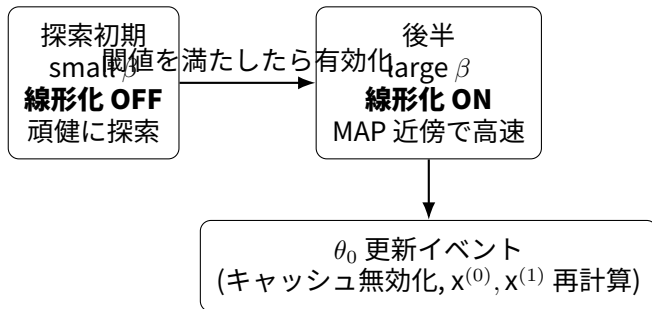 探索初期
small β
線形化 OFF
頑健に探索
閾値を満たしたら有効化
後半
large β
線形化 ON
MAP 近傍で高速
θ₀ 更新イベント
(キャッシュ無効化, x⁽⁰⁾, x⁽¹⁾ 再計算)